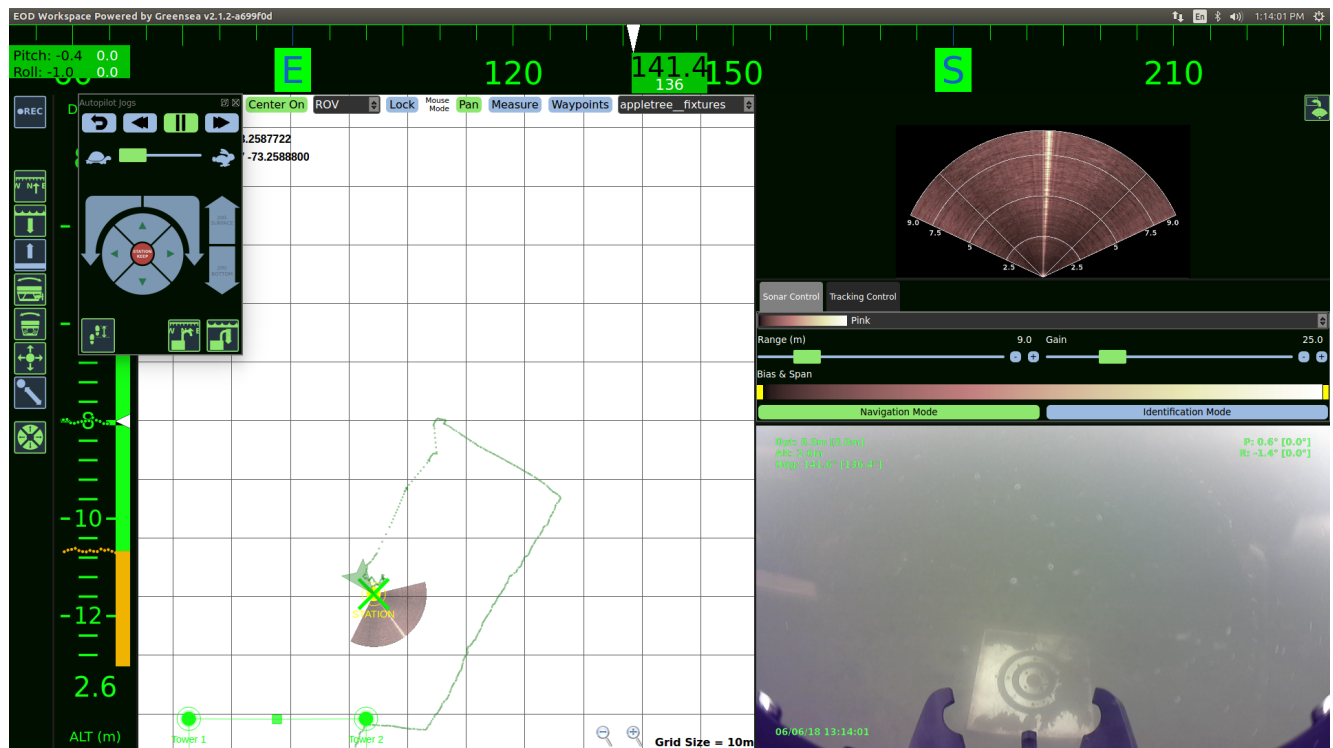 EOD Workspace Powered by Greensea v2.1.2-a699f0d
En 1:14:01 PM
Pitch: -0.4 0.0
Roll: -1.0 0.0
E 120 141.4 150 S 210
136
REC
Autopilot Jogs
Center On ROV Lock Mouse Mode Pan Measure Waypoints appletree__fixtures
.2587722
-73.2588800
W N E
STATION KEEP
SURFACE
BOTTOM
-8
-10
-12
2.6
ALT (m)
STATION
Tower 1
Tower 2
Grid Size = 10m
9.0 7.5 5 2.5 2.5 5 7.5 9.0
Sonar Control Tracking Control
Pink
Range (m) 9.0 Gain 25.0
Bias & Span
Navigation Mode Identification Mode
P: 0.6° [0.0°]
R: -1.4° [0.0°]
06/06/18 13:14:01